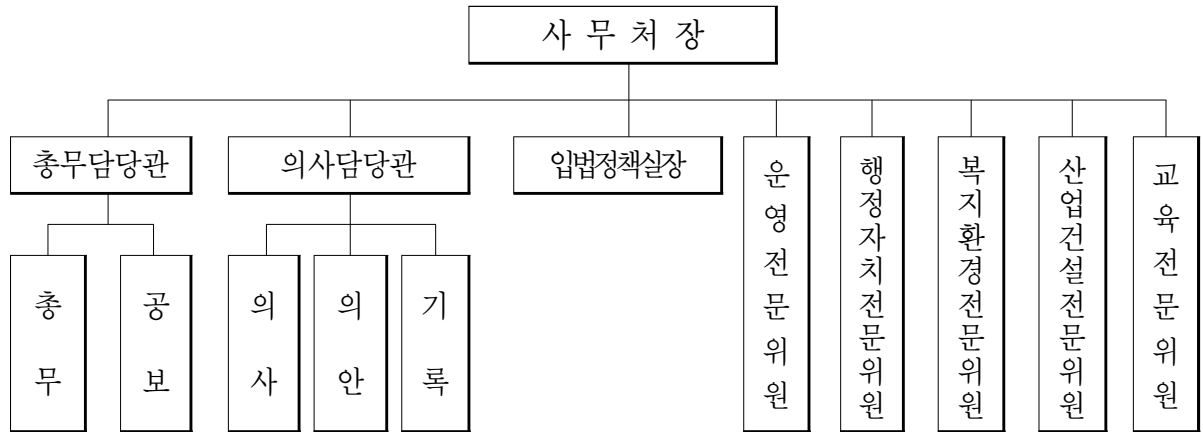 사 무 처 장
총무담당관
의사담당관
입법정책실장
운영전문위원
행정자치전문위원
복지환경전문위원
산업건설전문위원
교육전문위원
총무
공보
의사
의안
기록